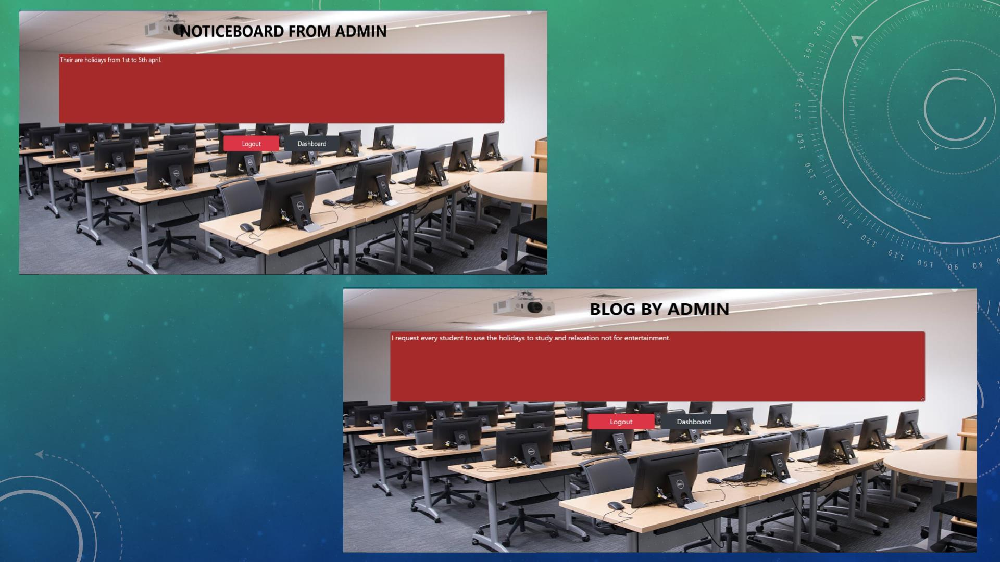 NOTICEBOARD FROM ADMIN
Their are holidays from 1st to 5th april.
Logout
Dashboard
210
200
190
180
170
160
150
140
130
120
110
100
90
80
BLOG BY ADMIN
I request every student to use the holidays to study and relaxation not for entertainment.
Logout
Dashboard